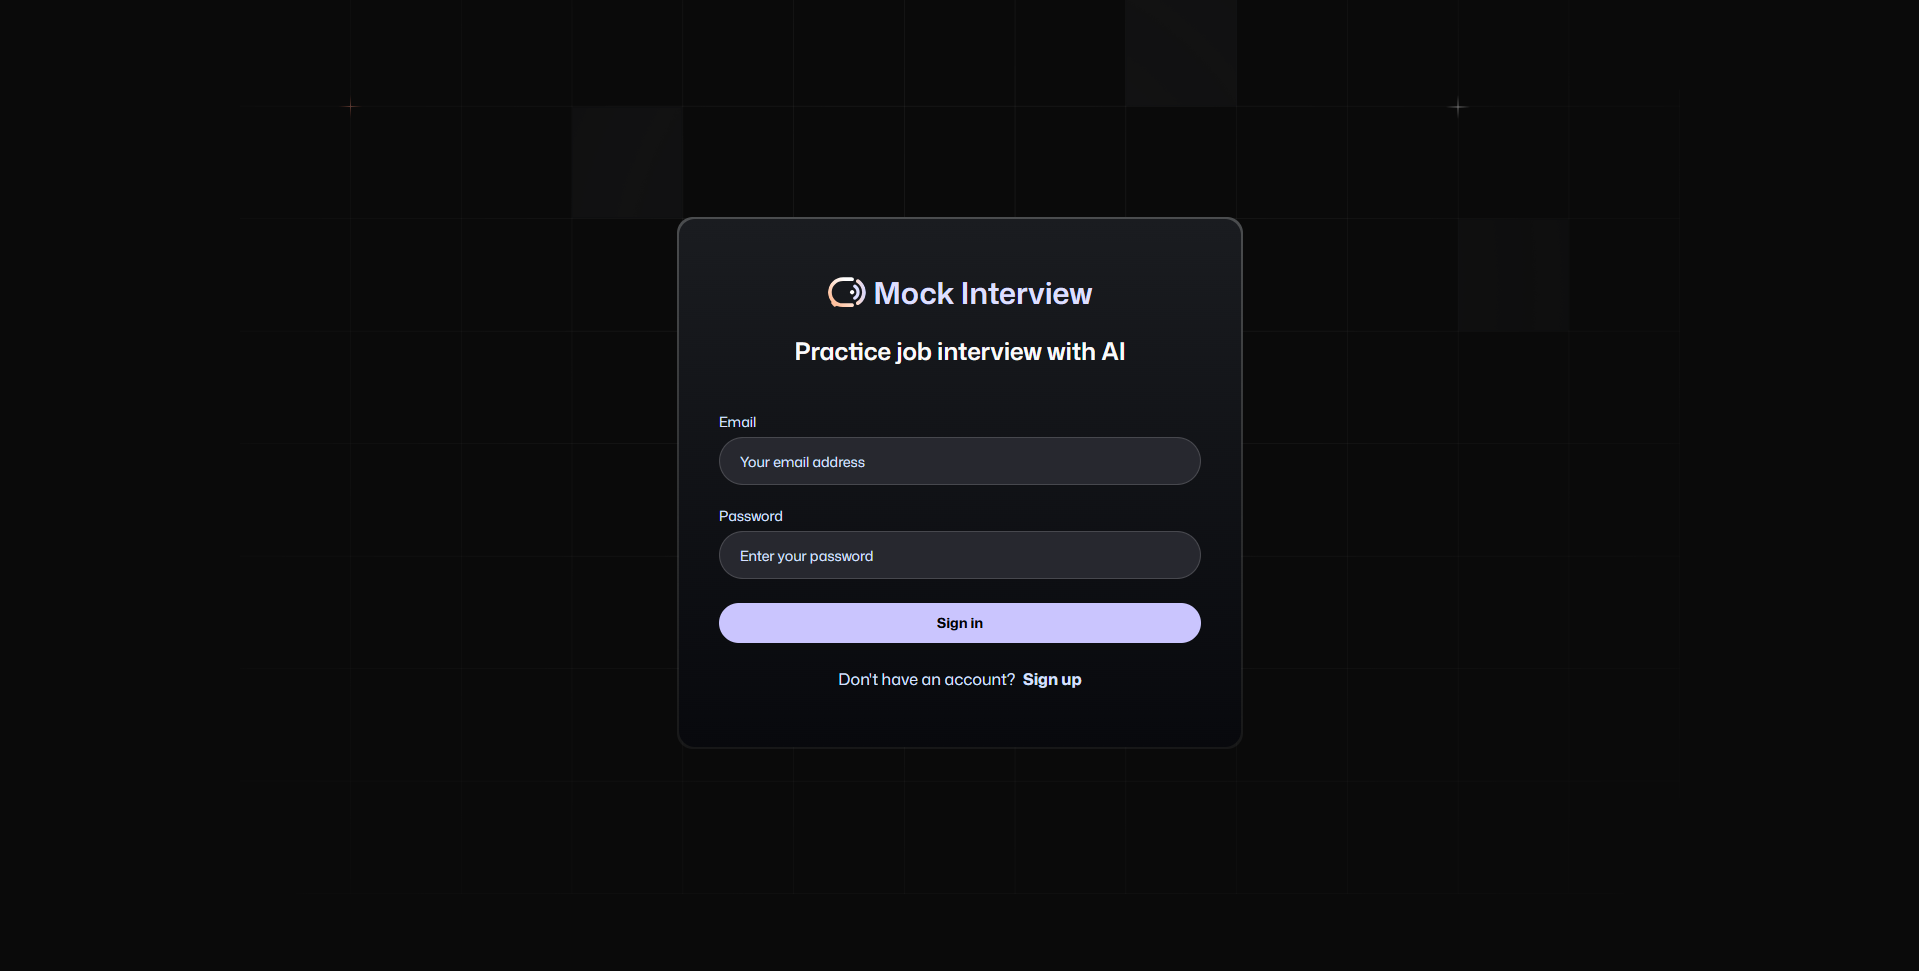 Mock Interview
Practice job interview with AI
Email
Your email address
Password
Enter your password
Sign in
Don't have an account? Sign up